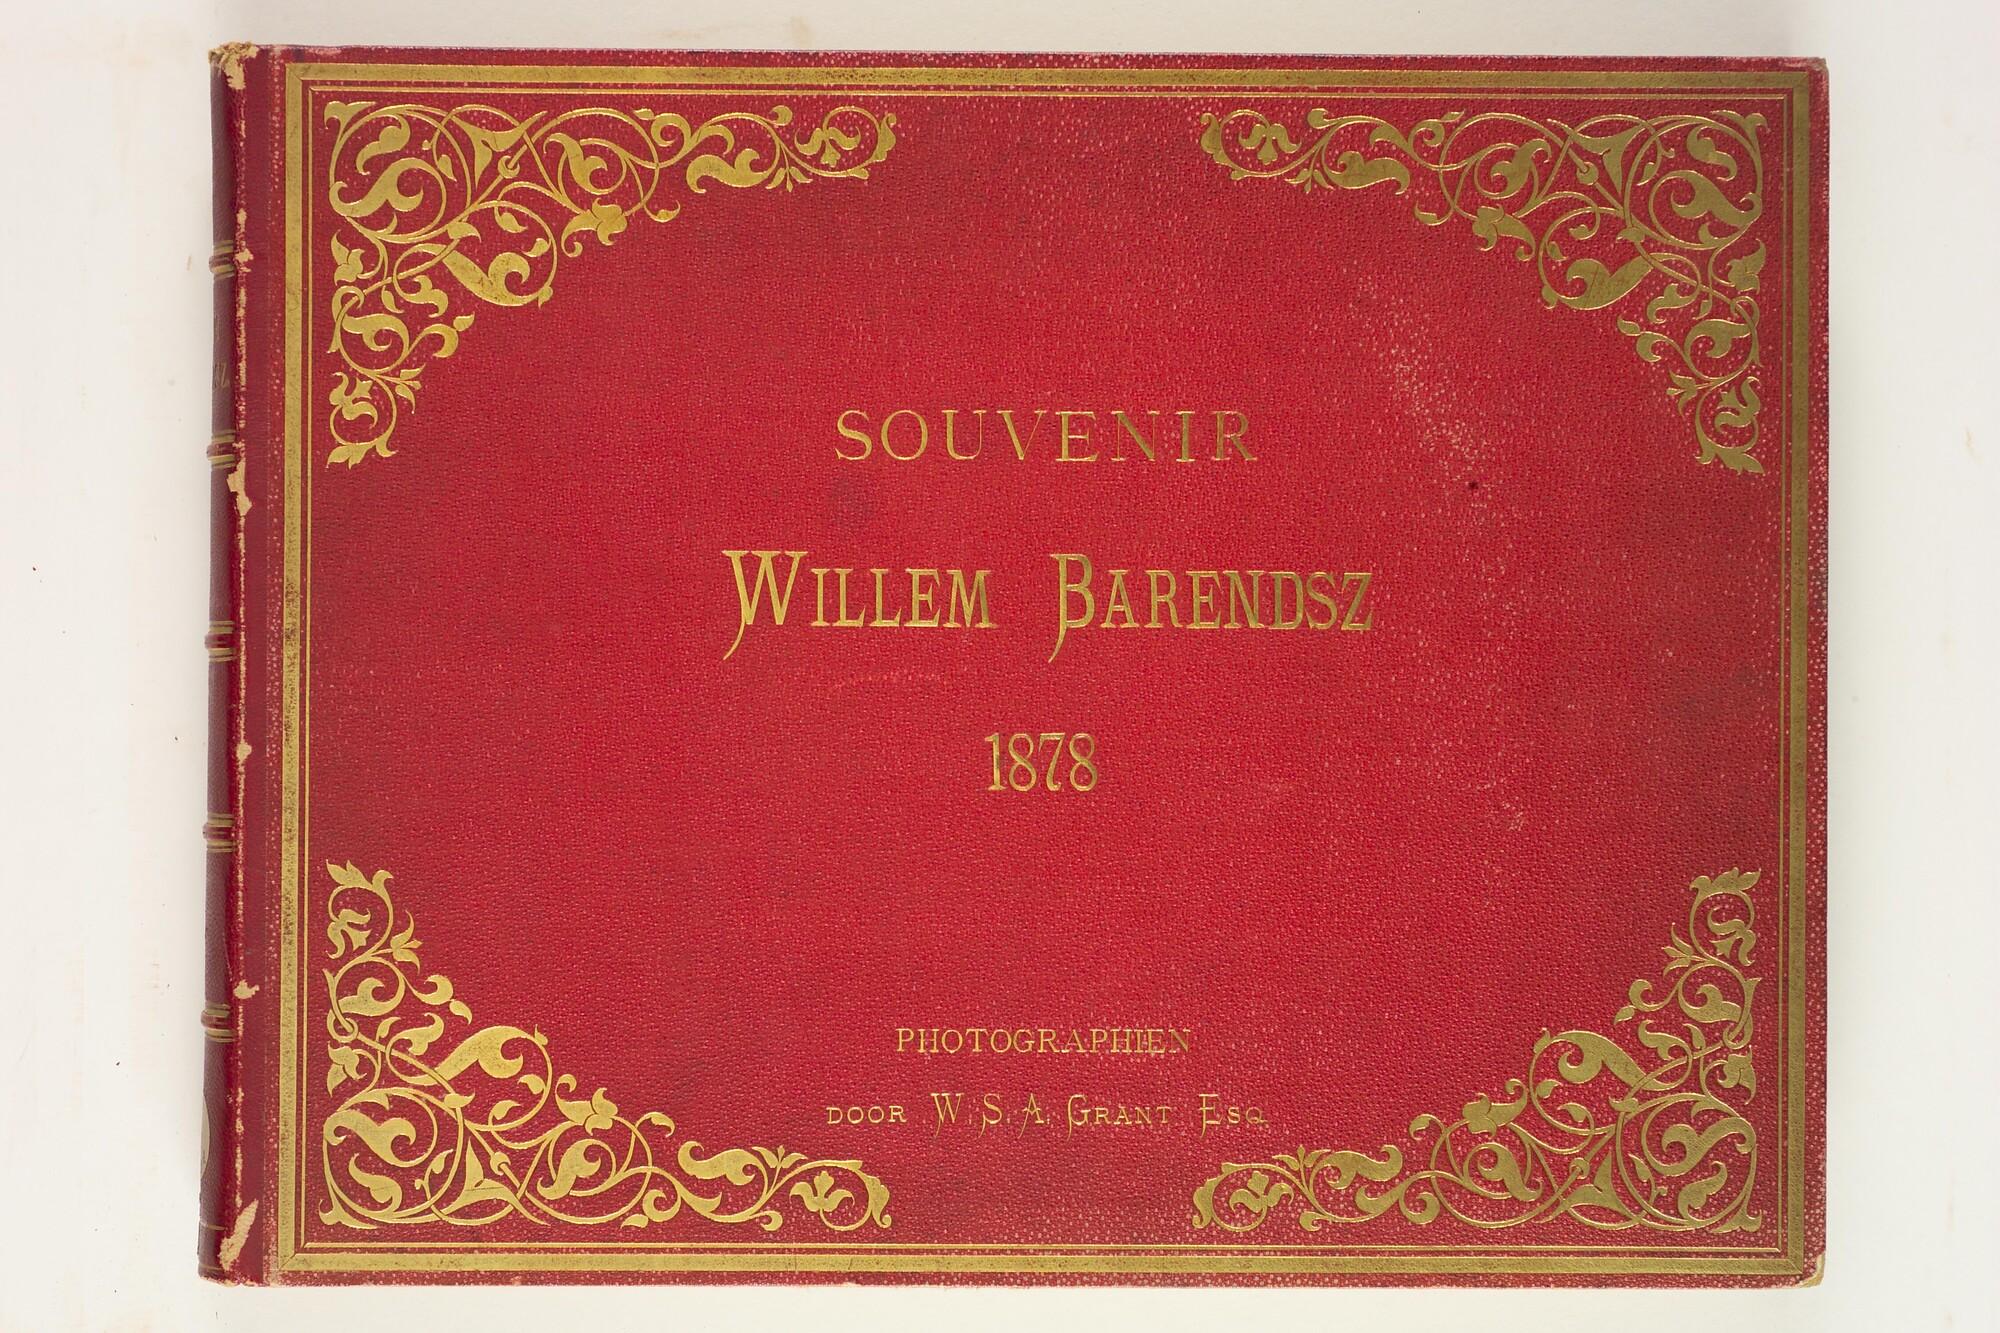 SOUVENIR
WILLEM BARENDSZ
1878
PHOTOGRAPHIEN
DOOR W. S. A. GRANT ESQ.